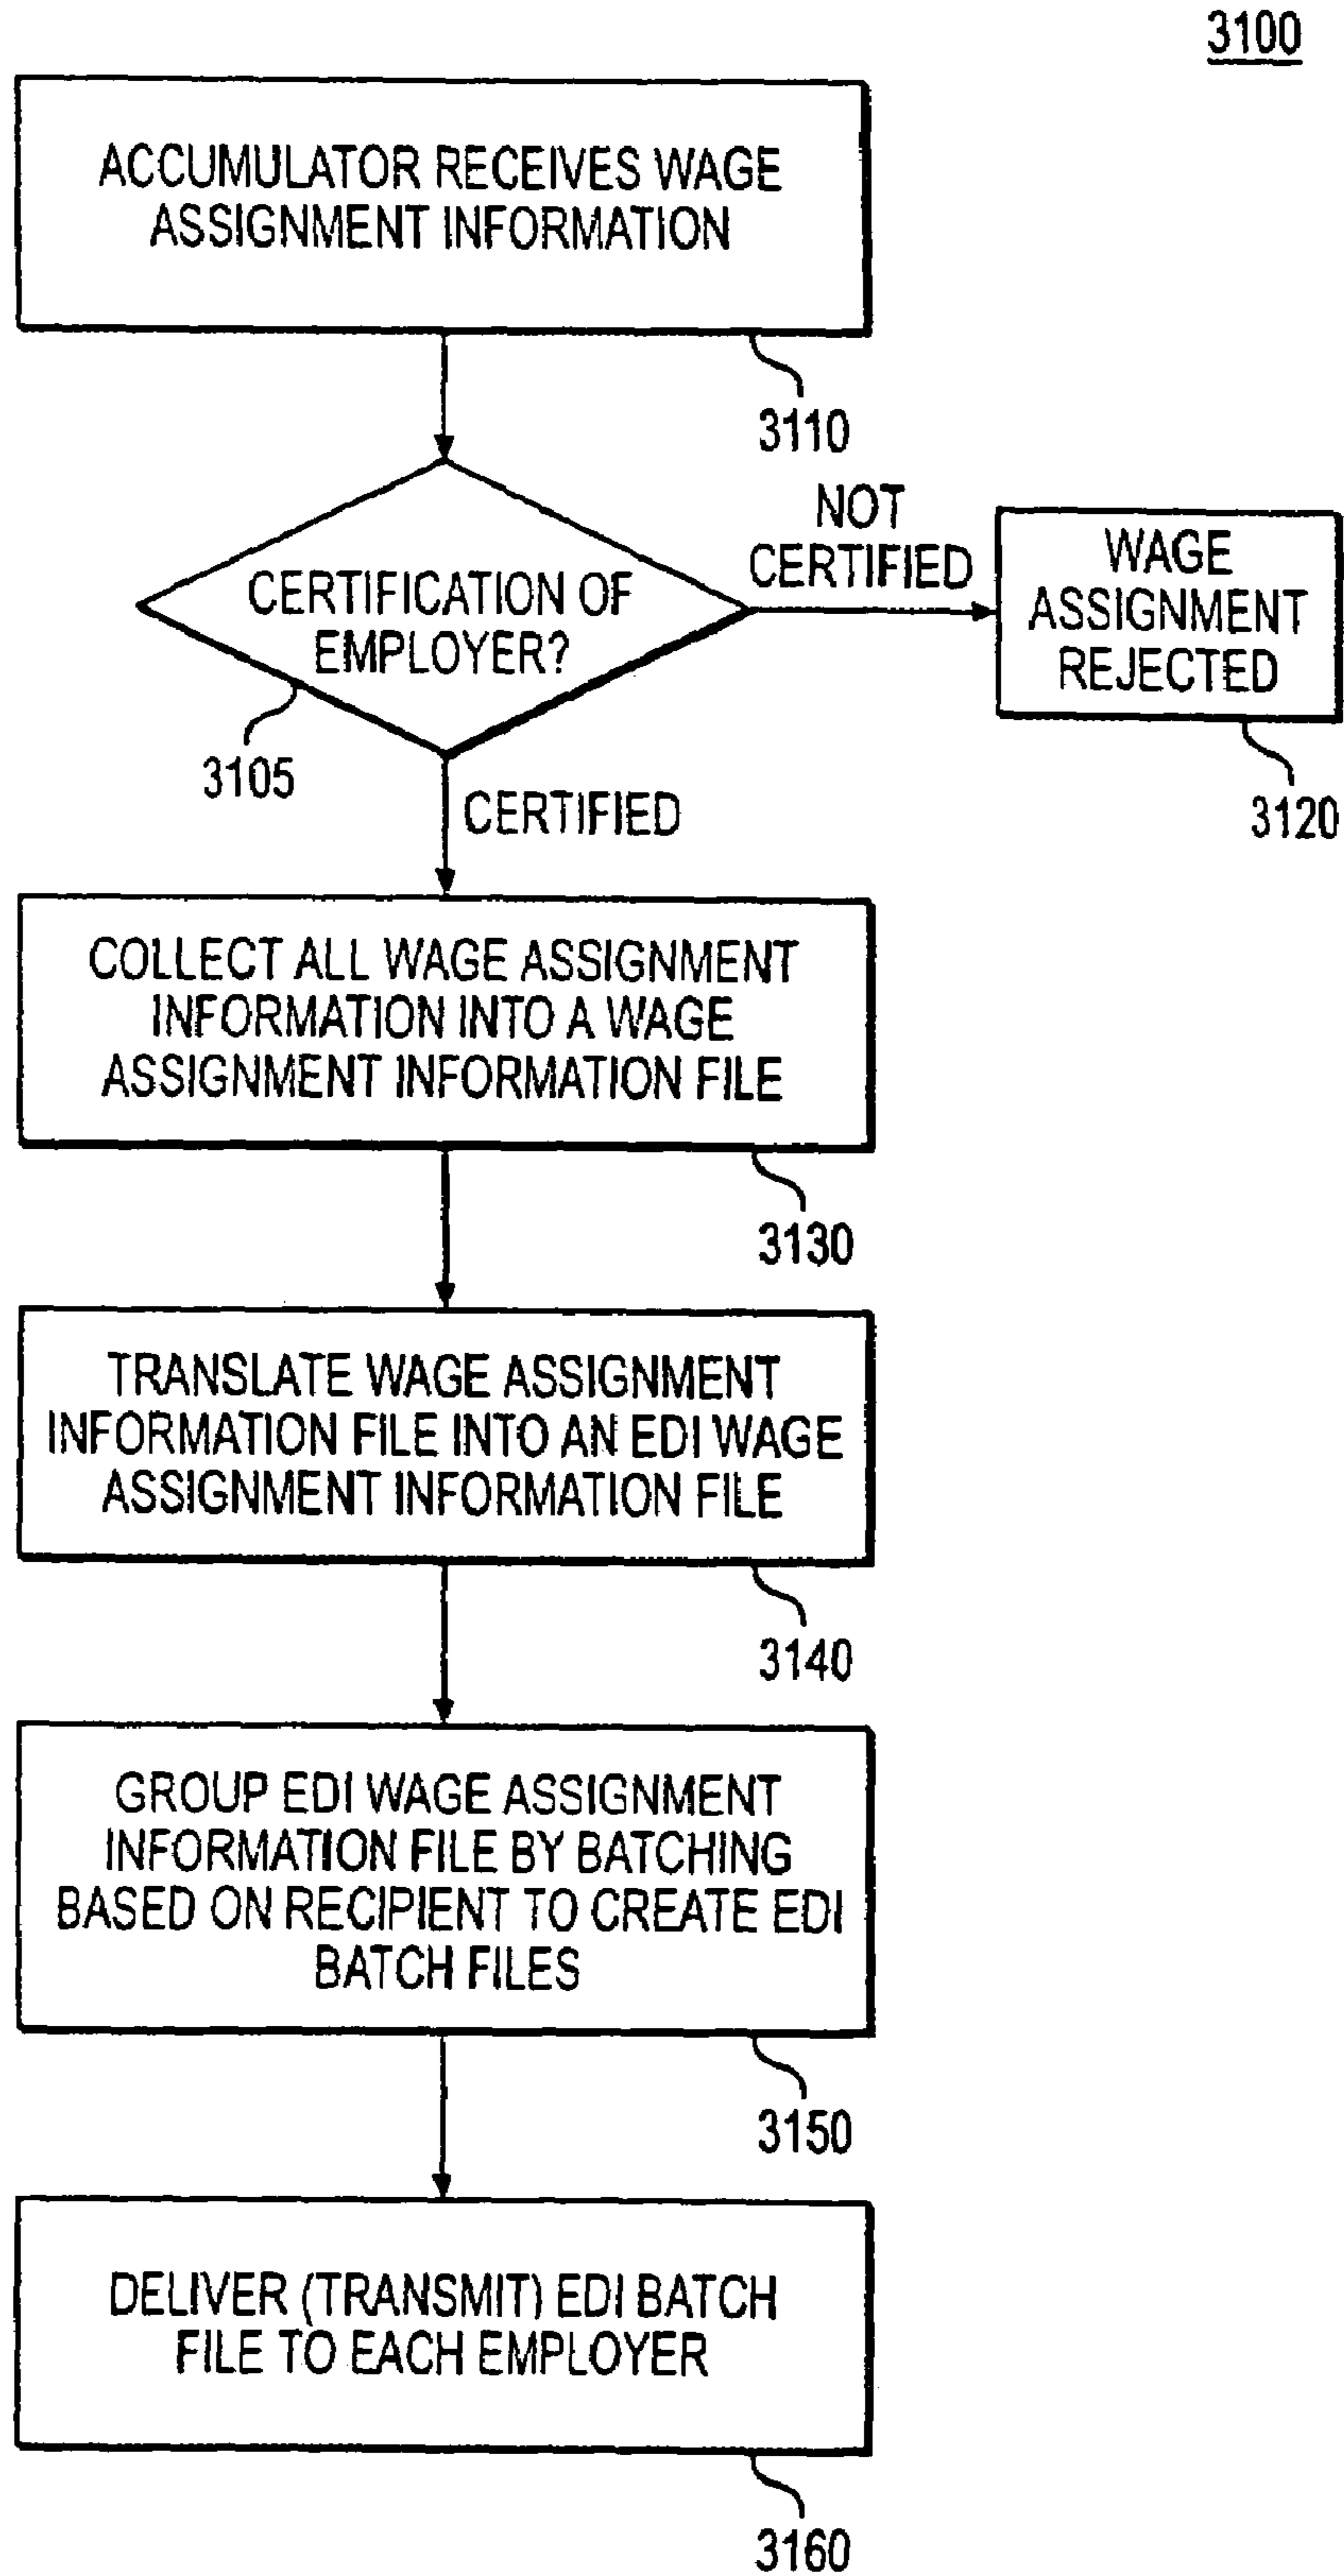 3100
ACCUMULATOR RECEIVES WAGE
ASSIGNMENT INFORMATION
3110
CERTIFICATION OF
EMPLOYER?
3105
NOT
CERTIFIED
WAGE
ASSIGNMENT
REJECTED
3120
CERTIFIED
COLLECT ALL WAGE ASSIGNMENT
INFORMATION INTO A WAGE
ASSIGNMENT INFORMATION FILE
3130
TRANSLATE WAGE ASSIGNMENT
INFORMATION FILE INTO AN EDI WAGE
ASSIGNMENT INFORMATION FILE
3140
GROUP EDI WAGE ASSIGNMENT
INFORMATION FILE BY BATCHING
BASED ON RECIPIENT TO CREATE EDI
BATCH FILES
3150
DELIVER (TRANSMIT) EDI BATCH
FILE TO EACH EMPLOYER
3160